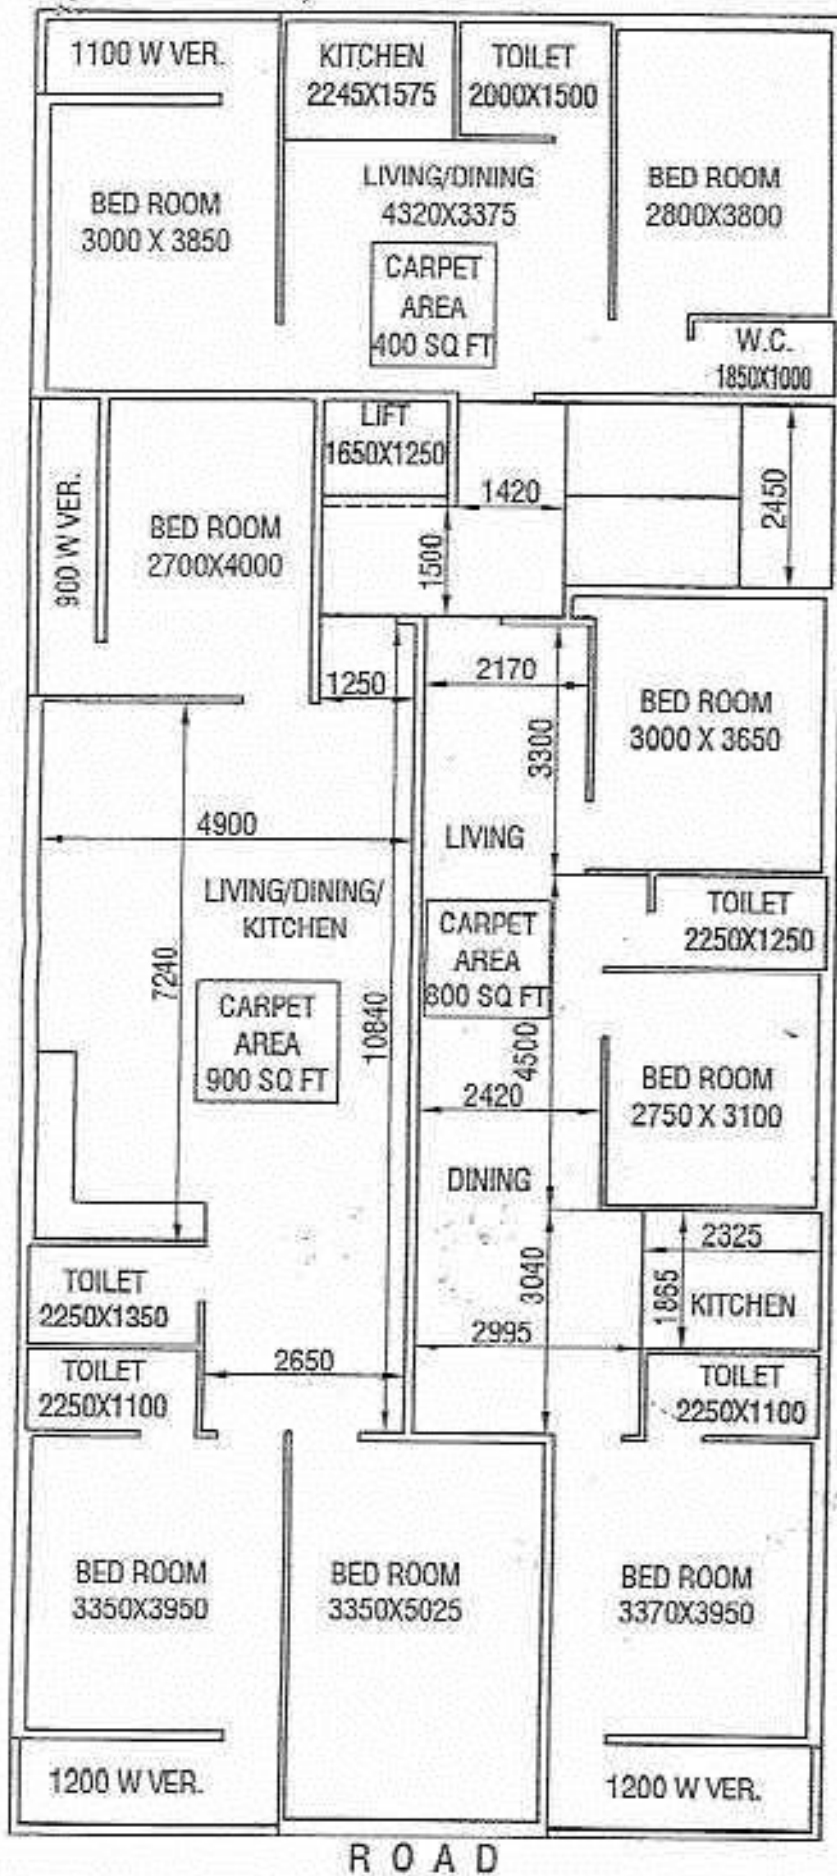 1100 W VER.
KITCHEN
2245X1575
TOILET
2000X1500
BED ROOM
3000 X 3850
LIVING/DINING
4320X3375
BED ROOM
2800X3800
CARPET
AREA
400 SQ FT
W.C.
1850X1000
LIFT
1650X1250
900 W VER.
BED ROOM
2700X4000
1420
2450
1500
1250
2170
BED ROOM
3000 X 3650
3300
4900
LIVING
LIVING/DINING/
KITCHEN
TOILET
2250X1250
CARPET
AREA
800 SQ FT
7240
10840
CARPET
AREA
900 SQ FT
4500
BED ROOM
2750 X 3100
2420
DINING
2325
1865
KITCHEN
3040
TOILET
2250X1350
2995
2650
TOILET
2250X1100
TOILET
2250X1100
BED ROOM
3350X3950
BED ROOM
3350X5025
BED ROOM
3370X3950
1200 W VER.
1200 W VER.
ROAD